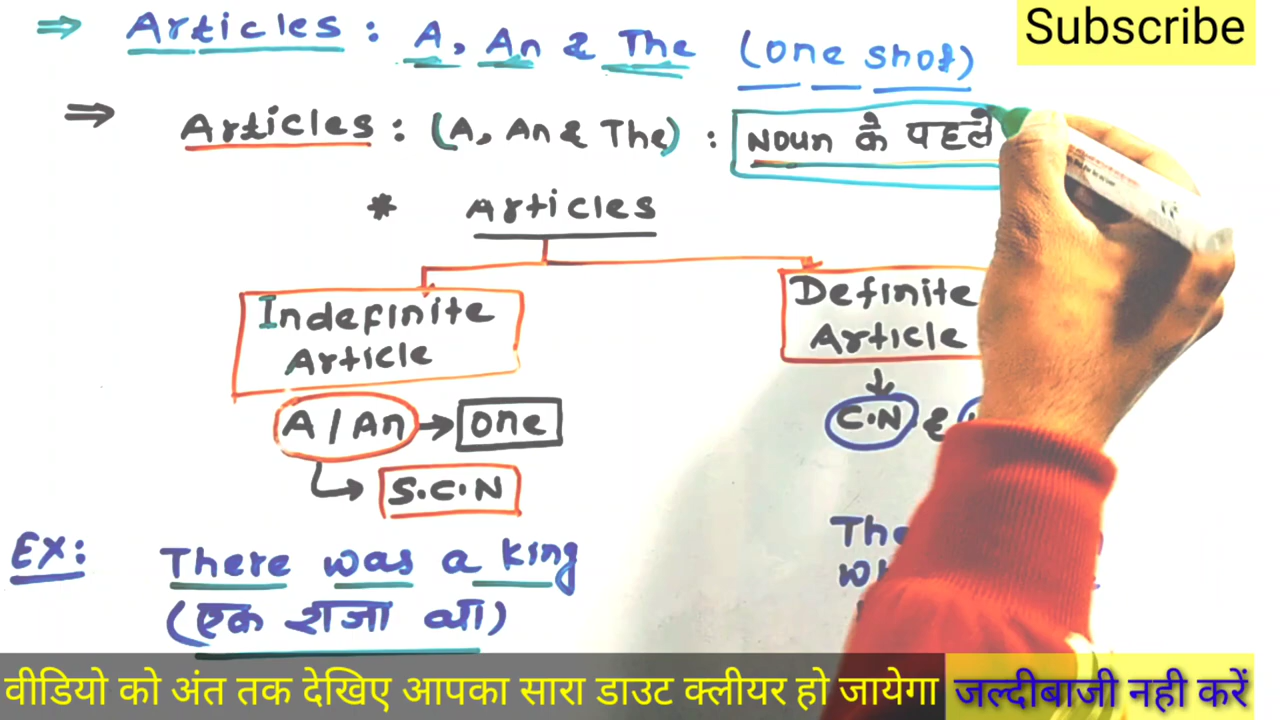 Subscribe
⇒ Articles : A, An & The (one shot)
⇒ Articles : (A, An & The) : Noun के पहले
* Articles
Indefinite Article
Definite Article
A / An → one
→ S.C.N
C.N &
EX: There was a king
(एक राजा था)
The
वीडियो को अंत तक देखिए आपका सारा डाउट क्लीयर हो जायेगा जल्दीबाजी नही करें